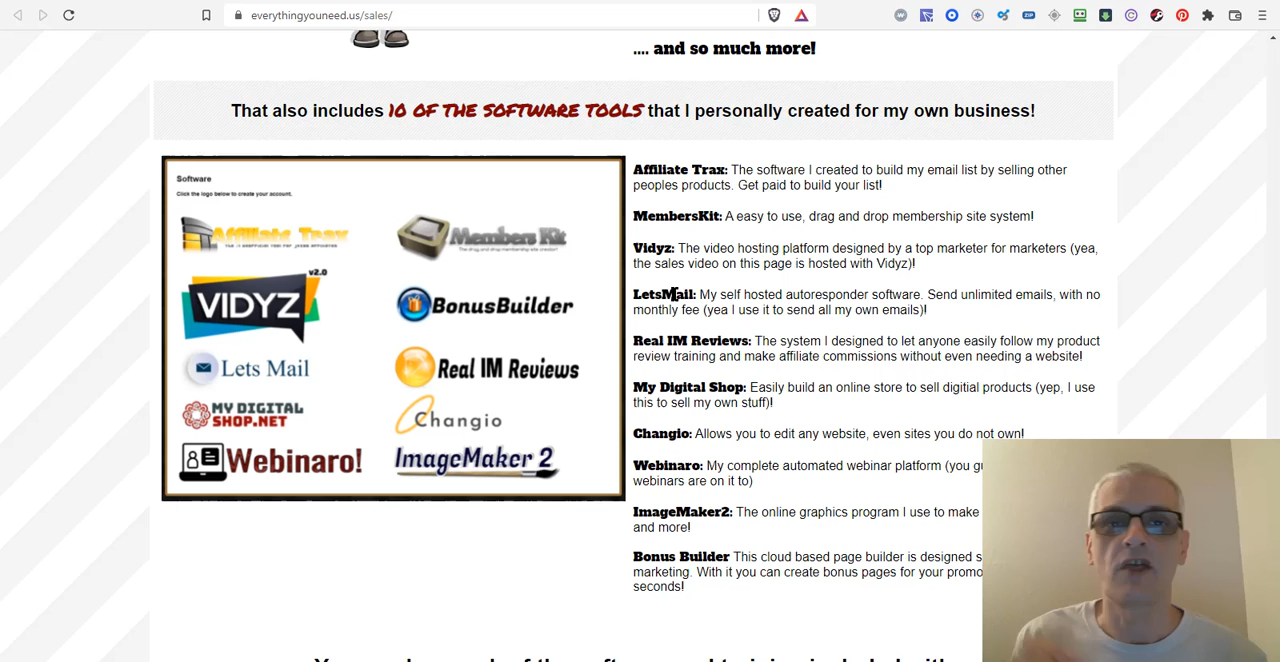 everythingyouneed.us/sales/
.... and so much more!
That also includes 10 OF THE SOFTWARE TOOLS that I personally created for my own business!
Software
Click the logo below to create your account.
Affiliate Trax
Members Kit
The drag and drop membership site creator!
VIDYZ v2.0
BonusBuilder
Lets Mail
Real IM Reviews
MY DIGITAL
SHOP.NET
Changio
Webinaro!
ImageMaker 2
Affiliate Trax: The software I created to build my email list by selling other
peoples products. Get paid to build your list!
MembersKit: A easy to use, drag and drop membership site system!
Vidyz: The video hosting platform designed by a top marketer for marketers (yea,
the sales video on this page is hosted with Vidyz)!
LetsMail: My self hosted autoresponder software. Send unlimited emails, with no
monthly fee (yea I use it to send all my own emails)!
Real IM Reviews: The system I designed to let anyone easily follow my product
review training and make affiliate commissions without even needing a website!
My Digital Shop: Easily build an online store to sell digitial products (yep, I use
this to sell my own stuff)!
Changio: Allows you to edit any website, even sites you do not own!
Webinaro: My complete automated webinar platform (you
webinars are on it to)
ImageMaker2: The online graphics program I use to make
and more!
Bonus Builder This cloud based page builder is designed
marketing. With it you can create bonus pages for your
seconds!